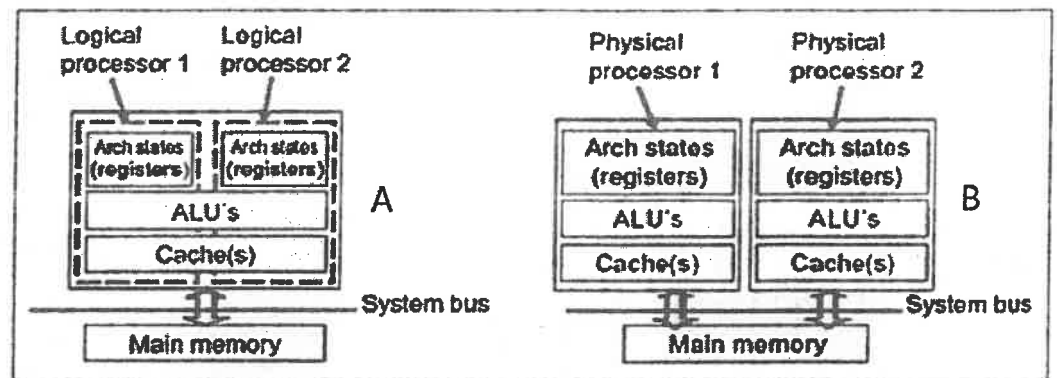 Logical
processor 1
Logical
processor 2
Arch states
(registers)
Arch states
(registers)
ALU's
Cache(s)
A
System bus
Main memory
Physical
processor 1
Physical
processor 2
Arch states
(registers)
ALU's
Cache(s)
Arch states
(registers)
ALU's
Cache(s)
B
System bus
Main memory